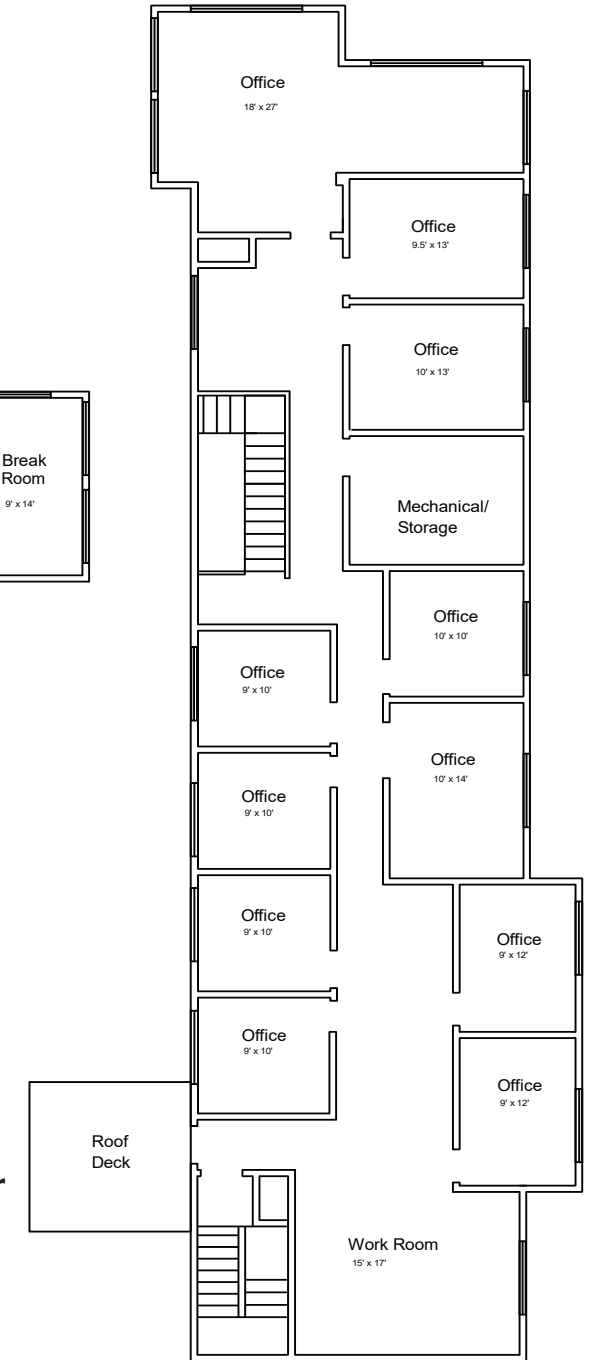 Office
18' x 27'
Office
9.5' x 13'
Office
10' x 13'
Break
Room
9' x 14'
Mechanical/
Storage
Office
10' x 10'
Office
9' x 10'
Office
10' x 14'
Office
9' x 10'
Office
9' x 10'
Office
9' x 12'
Office
9' x 10'
Office
9' x 12'
Roof
Deck
Work Room
15' x 17'